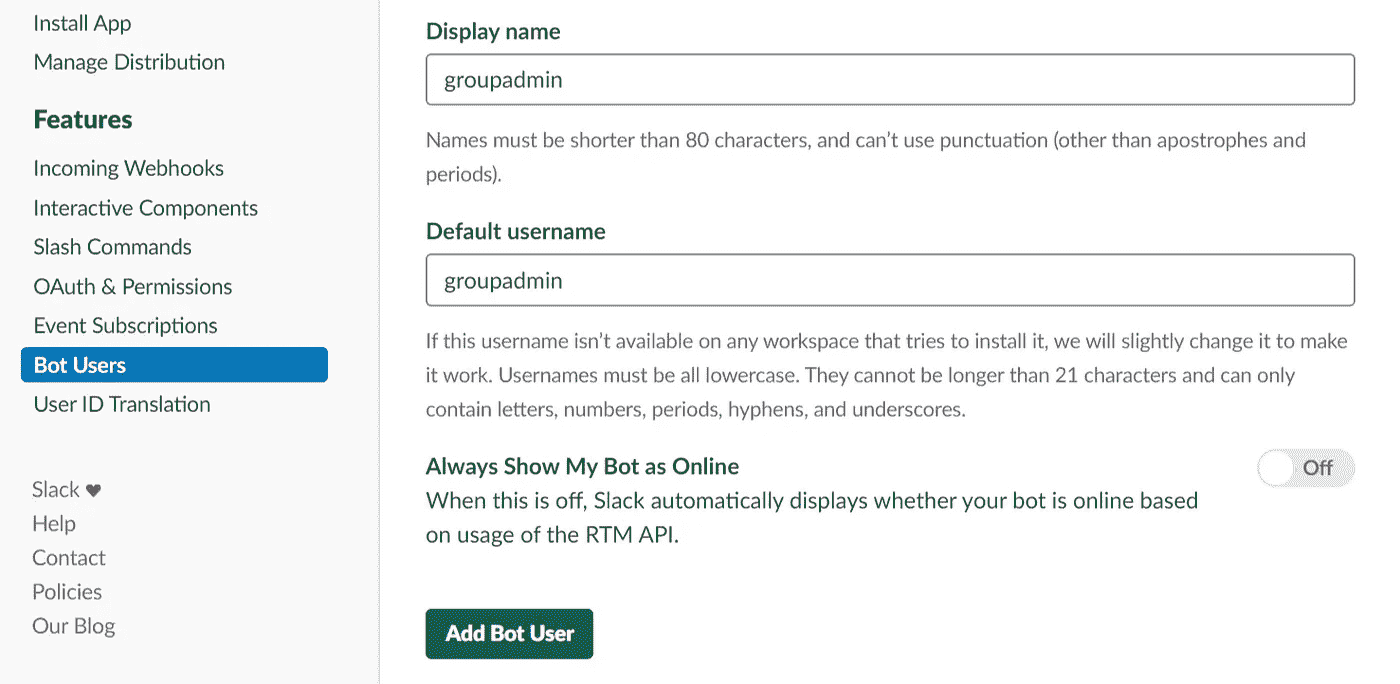 Install App
Manage Distribution
Features
Incoming Webhooks
Interactive Components
Slash Commands
OAuth & Permissions
Event Subscriptions
Bot Users
User ID Translation
Slack ♥
Help
Contact
Policies
Our Blog
Display name
groupadmin
Names must be shorter than 80 characters, and can’t use punctuation (other than apostrophes and
periods).
Default username
groupadmin
If this username isn’t available on any workspace that tries to install it, we will slightly change it to make
it work. Usernames must be all lowercase. They cannot be longer than 21 characters and can only
contain letters, numbers, periods, hyphens, and underscores.
Always Show My Bot as Online
Off
When this is off, Slack automatically displays whether your bot is online based
on usage of the RTM API.
Add Bot User